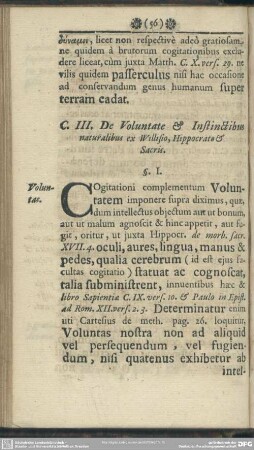 (56)
δύναμιν, licet non respectivè adeò gratiosam,
ne quidem à brutorum cogitationibus exclu-
dere liceat, cùm juxta Matth. C. X. vers. 29. ne
vilis quidem passerculus nisi hac occasione
ad conservandum genus humanum super
terram cadat.
C. III. De Voluntate & Instinctibus
naturalibus ex Willisio, Hippocrate &
Sacris.
§. I.
Volun-
tas.
COgitationi complementum Volun-
tatem imponere supra diximus, quæ,
dum intellectus objectum aut ut bonum,
aut ut malum agnoscit & hinc appetit, aut fu-
git, oritur, ut juxta Hippocr. de morb. sacr.
XVII. 4. oculi, aures, lingua, manus &
pedes, qualia cerebrum (id est ejus fa-
cultas cogitatio) statuat ac cognoscat,
talia subministrent, innuentibus hæc &
libro Sapientiæ C. IX. vers. 10. & Paulo in Epist.
ad Rom. XII. vers. 2. 3. Determinatur enim
uti Cartesius de meth. pag. 26. loquitur,
Voluntas nostra non ad aliquid
vel persequendum, vel fugien-
dum, nisi quatenus exhibetur ab
intel-